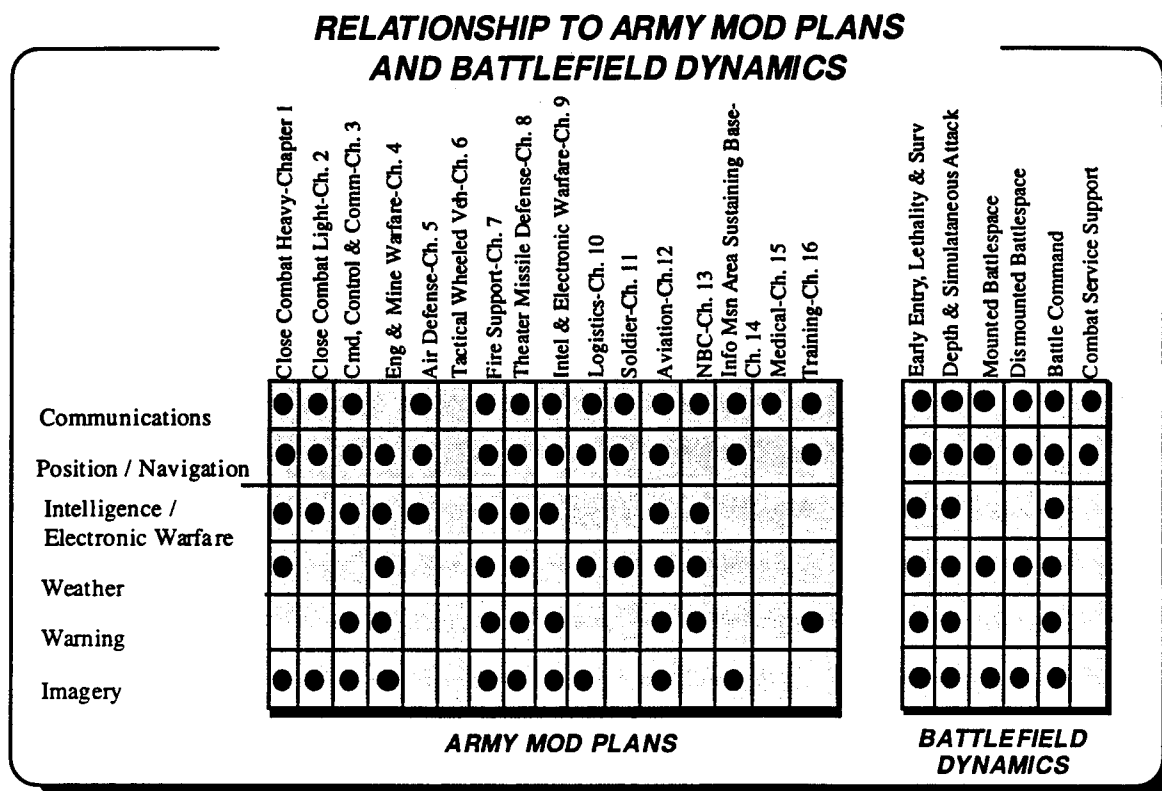 RELATIONSHIP TO ARMY MOD PLANS
AND BATTLEFIELD DYNAMICS
Close Combat Heavy-Chapter 1
Close Combat Light-Ch. 2
Cmd, Control & Comm-Ch. 3
Eng & Mine Warfare-Ch. 4
Air Defense-Ch. 5
Tactical Wheeled Veh-Ch. 6
Fire Support-Ch. 7
Theater Missile Defense-Ch. 8
Intel & Electronic Warfare-Ch. 9
Logistics-Ch. 10
Soldier-Ch. 11
Aviation-Ch.12
NBC-Ch. 13
Info Msn Area Sustaining Base-
Ch. 14
Medical-Ch. 15
Training-Ch. 16
Early Entry, Lethality & Surv
Depth & Simulataneous Attack
Mounted Battlespace
Dismounted Battlespace
Battle Command
Combat Service Support
Communications
Position / Navigation
Intelligence /
Electronic Warfare
Weather
Warning
Imagery
ARMY MOD PLANS
BATTLEFIELD
DYNAMICS